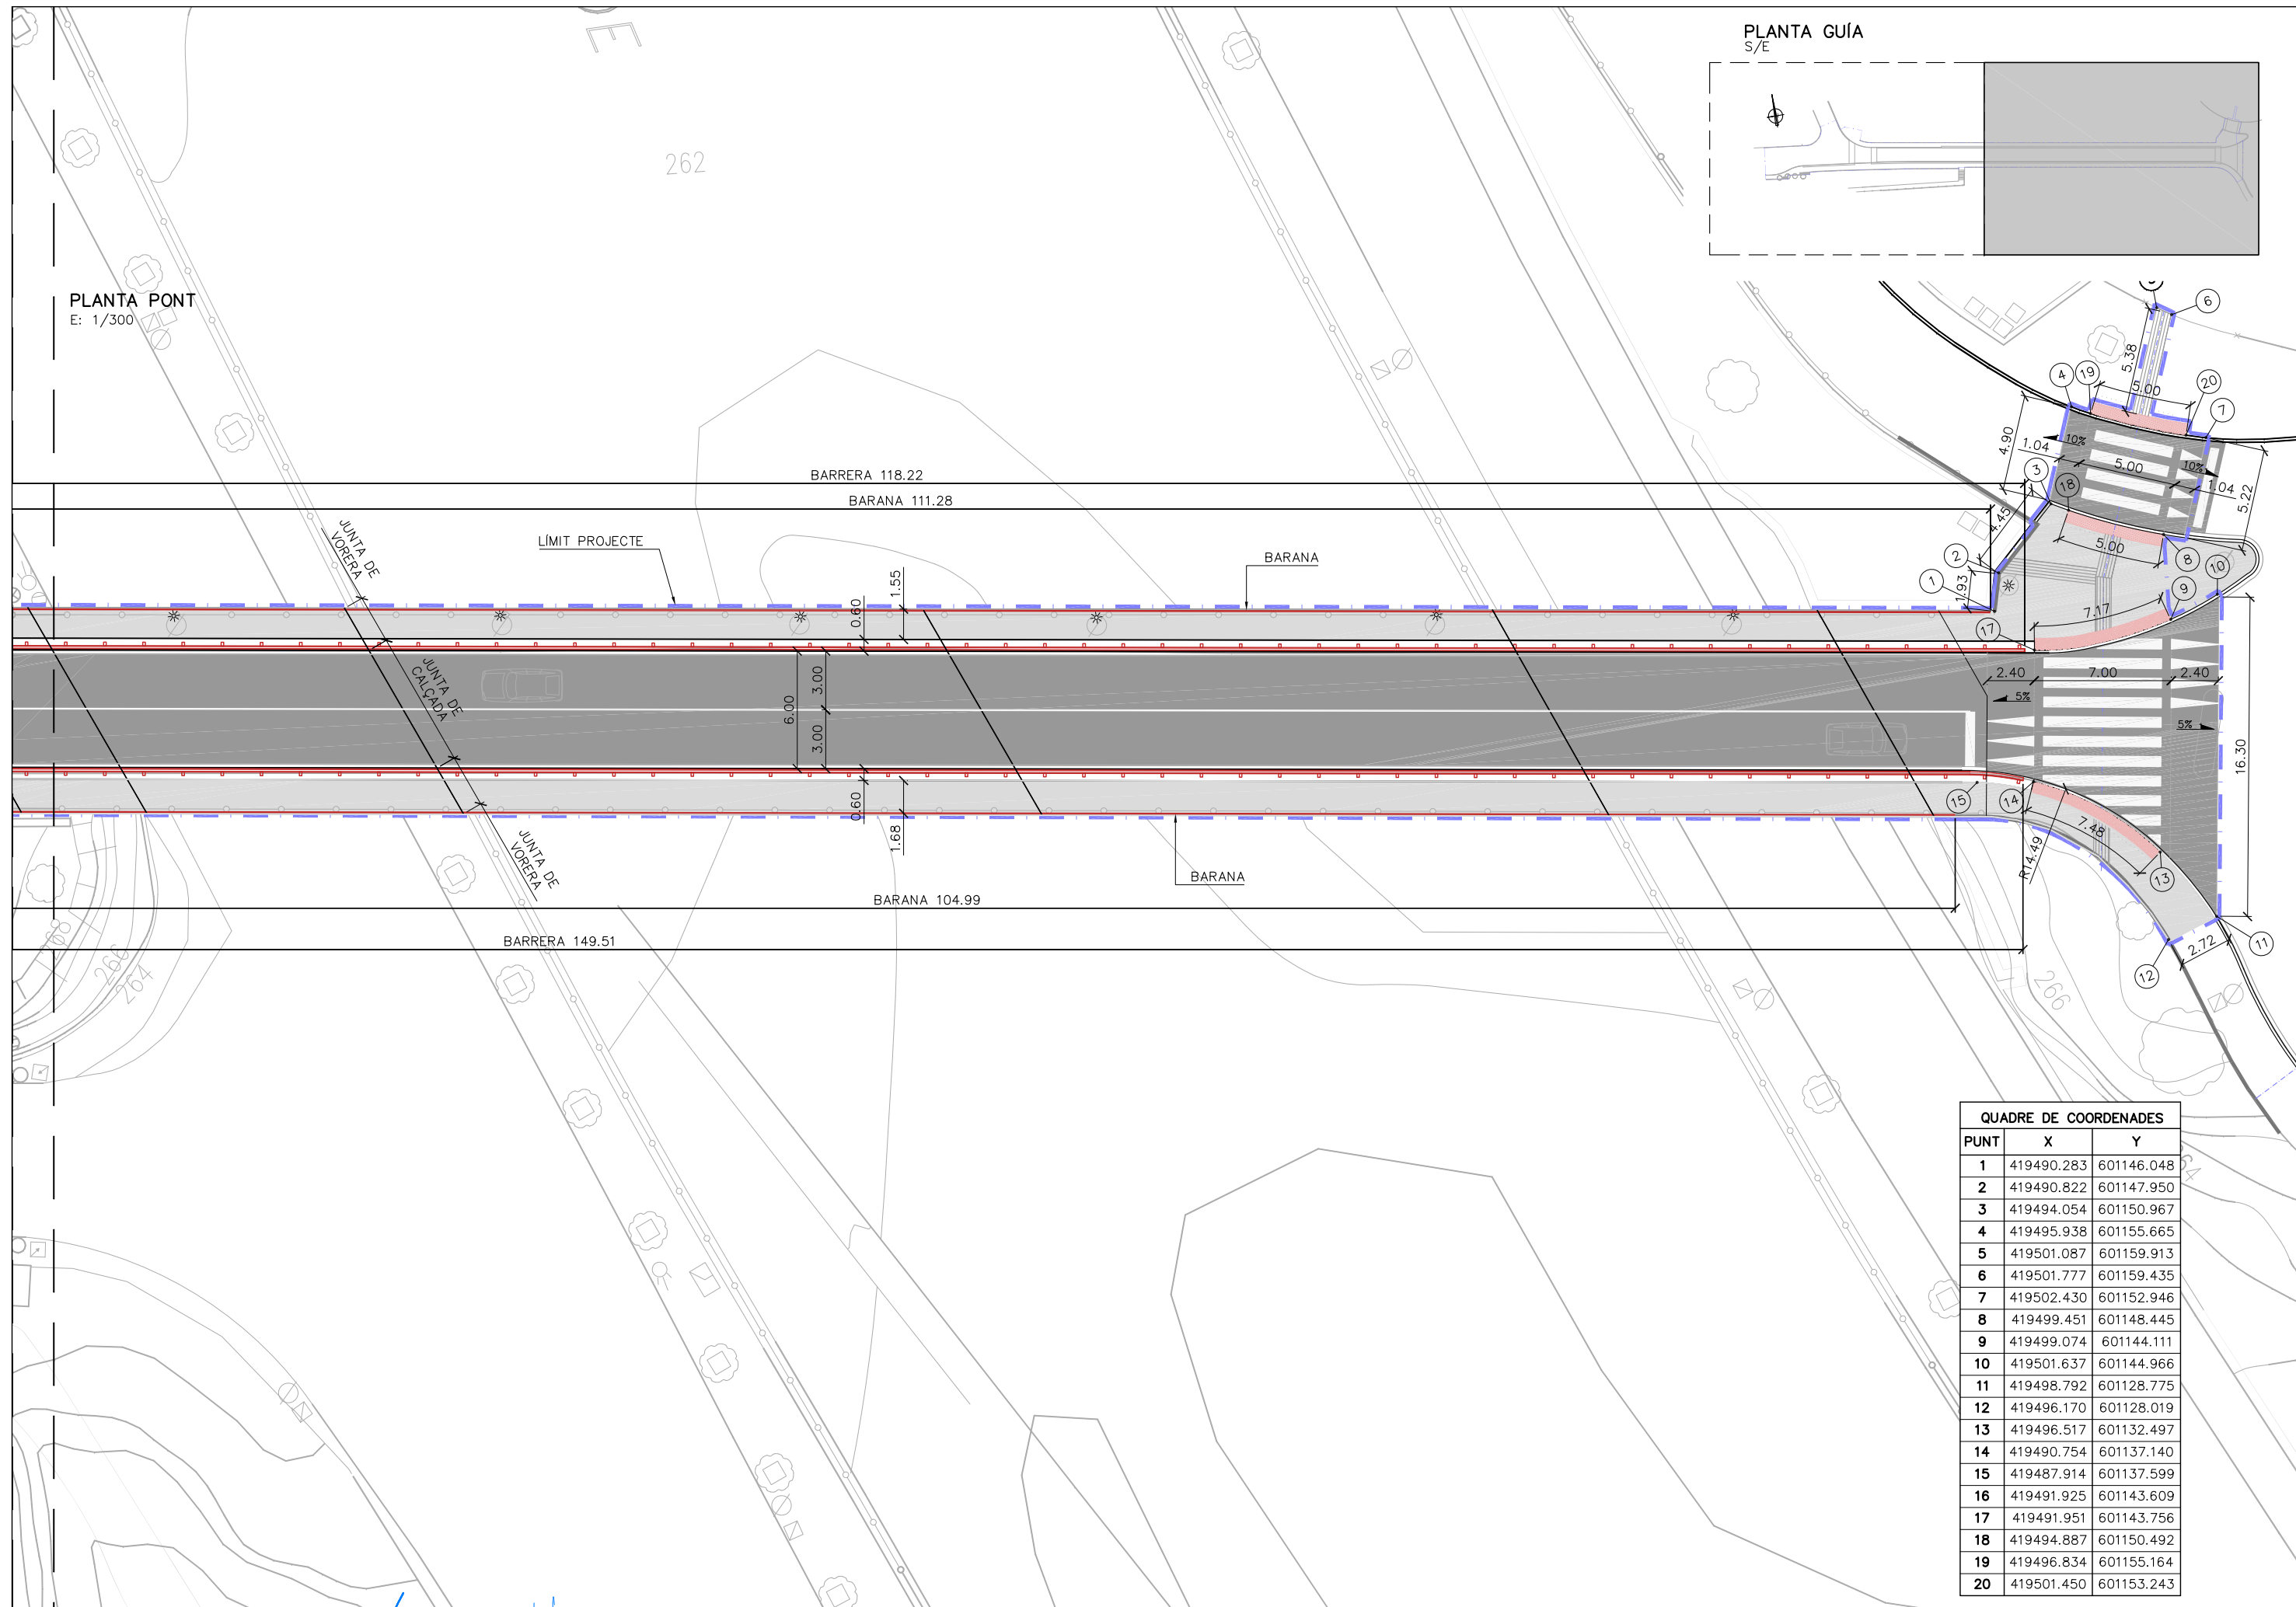 PLANTA GUÍA
S/E
262
PLANTA PONT
E: 1/300
6
5.38
4
19
5.00
20
7
4.90
1.04
10%
5.00
10%
1.04
5.22
3
18
BARRERA 118.22
BARANA 111.28
JUNTA DE
VORERA
LÍMIT PROJECTE
BARANA
4.45
5.00
8
10
2
1
1.93
9
7.17
17
0.60
1.55
JUNTA DE
CALÇADA
6.00
3.00
3.00
2.40
7.00
2.40
5%
5%
16.30
15
14
0.60
1.68
7.48
R14.49
13
JUNTA DE
VORERA
BARANA
BARANA 104.99
BARRERA 149.51
2.72
11
12
268
266
264
266
264
QUADRE DE COORDENADES
PUNT X Y
1 419490.283 601146.048
2 419490.822 601147.950
3 419494.054 601150.967
4 419495.938 601155.665
5 419501.087 601159.913
6 419501.777 601159.435
7 419502.430 601152.946
8 419499.451 601148.445
9 419499.074 601144.111
10 419501.637 601144.966
11 419498.792 601128.775
12 419496.170 601128.019
13 419496.517 601132.497
14 419490.754 601137.140
15 419487.914 601137.599
16 419491.925 601143.609
17 419491.951 601143.756
18 419494.887 601150.492
19 419496.834 601155.164
20 419501.450 601153.243